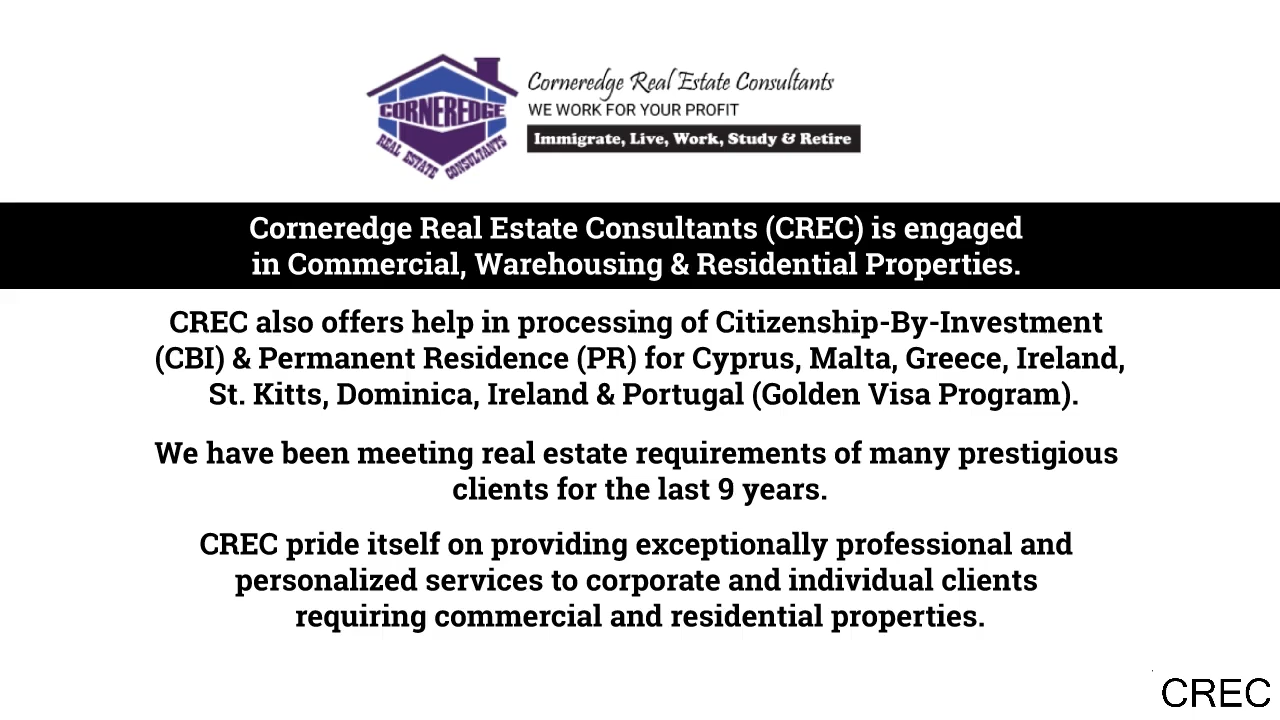 CORNEREDGE
REAL ESTATE CONSULTANTS
Corneredge Real Estate Consultants
WE WORK FOR YOUR PROFIT
Immigrate, Live, Work, Study & Retire
Corneredge Real Estate Consultants (CREC) is engaged
in Commercial, Warehousing & Residential Properties.
CREC also offers help in processing of Citizenship-By-Investment
(CBI) & Permanent Residence (PR) for Cyprus, Malta, Greece, Ireland,
St. Kitts, Dominica, Ireland & Portugal (Golden Visa Program).
We have been meeting real estate requirements of many prestigious
clients for the last 9 years.
CREC pride itself on providing exceptionally professional and
personalized services to corporate and individual clients
requiring commercial and residential properties.
CREC